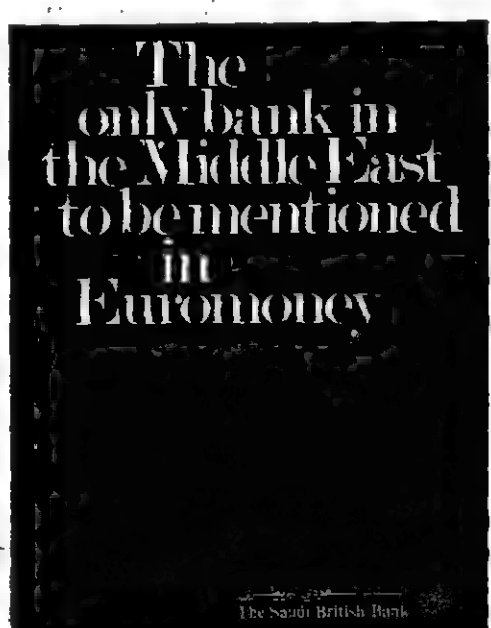 The
only bank in
the Middle East
to be mentioned
in
Euromoney
The Saudi British Bank